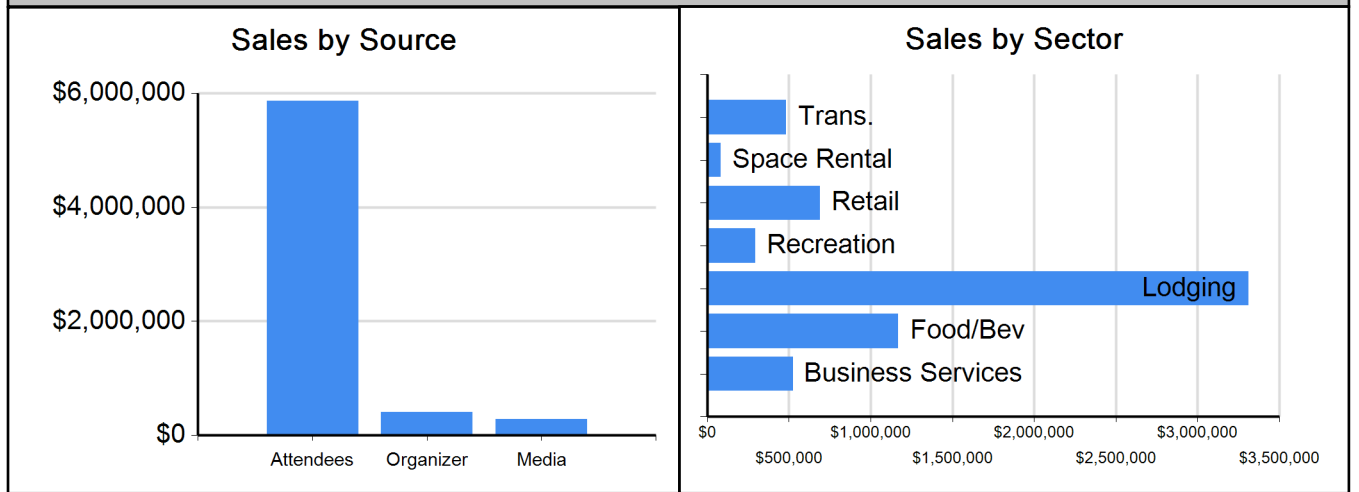 Sales by Source
$6,000,000
$4,000,000
$2,000,000
$0
Attendees Organizer Media
Sales by Sector
Trans.
Space Rental
Retail
Recreation
Lodging
Food/Bev
Business Services
$0 $1,000,000 $2,000,000 $3,000,000
$500,000 $1,500,000 $2,500,000 $3,500,000